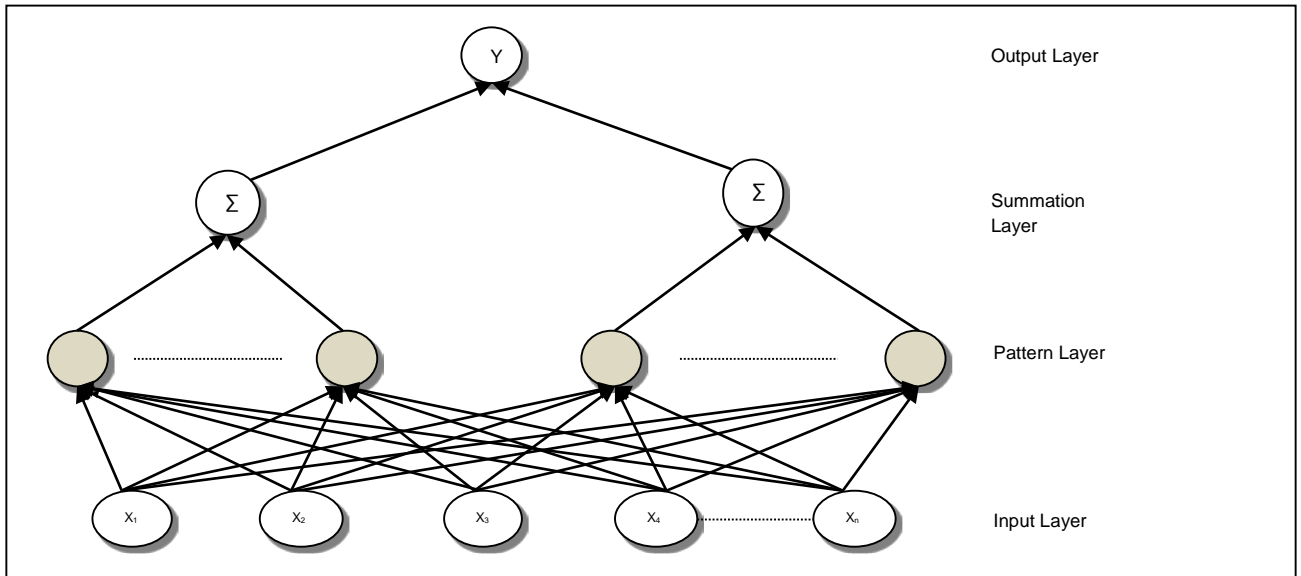 Y
Output Layer
Σ
Σ
Summation
Layer
Pattern Layer
X₁
X₂
X₃
X₄
Xₙ
Input Layer